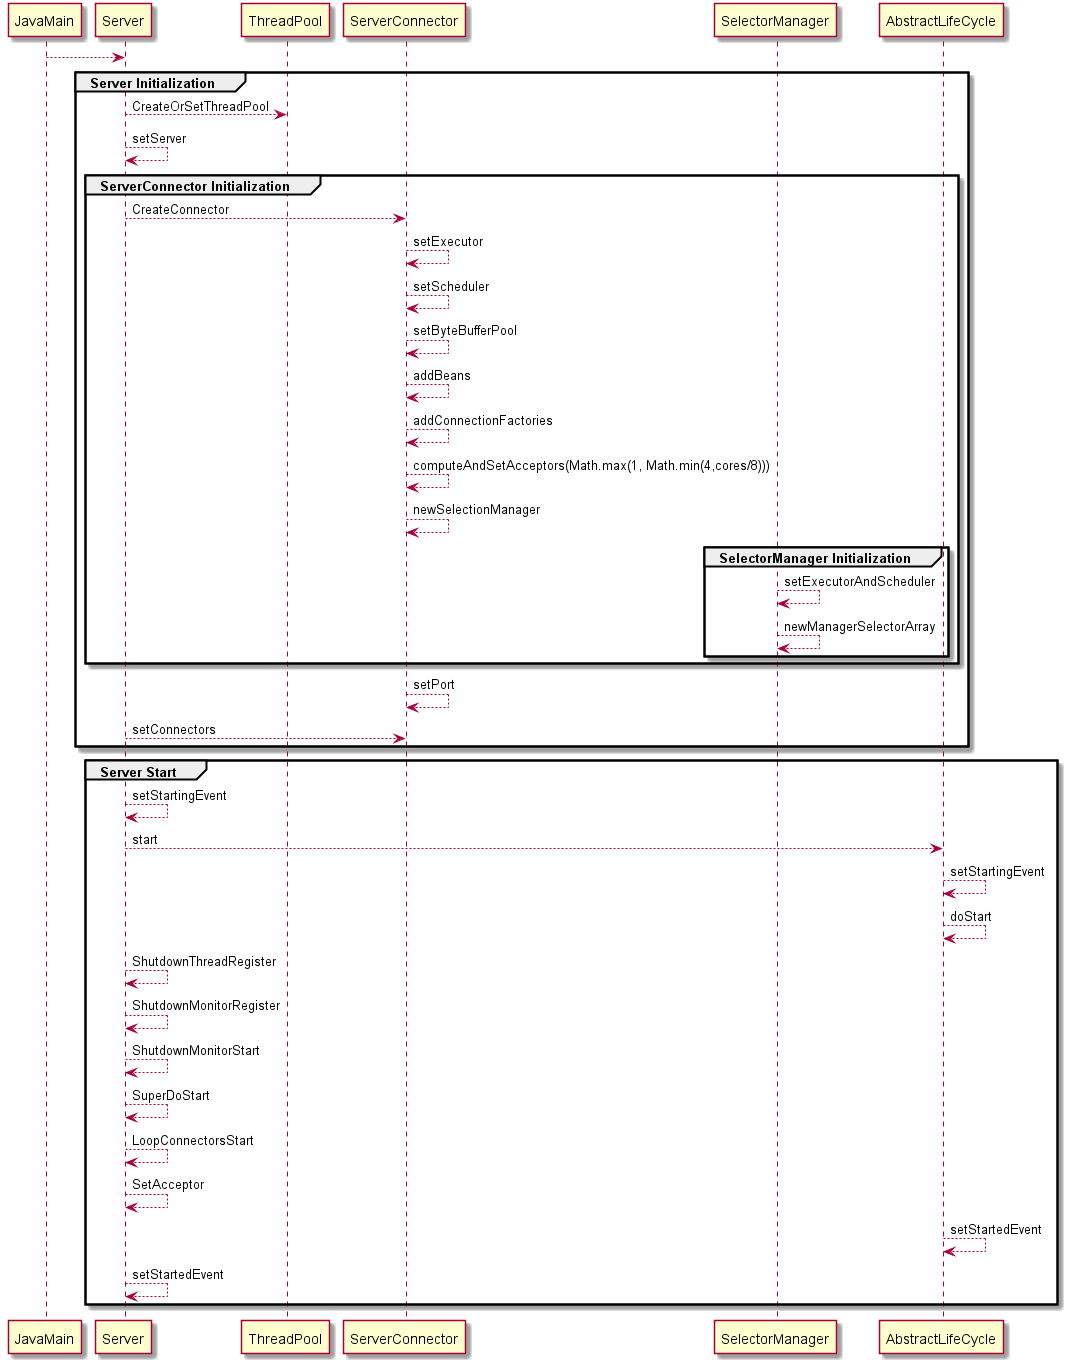 JavaMain Server ThreadPool ServerConnector SelectorManager AbstractLifeCycle
Server Initialization
CreateOrSetThreadPool
setServer
ServerConnector Initialization
CreateConnector
setExecutor
setScheduler
setByteBufferPool
addBeans
addConnectionFactories
computeAndSetAcceptors(Math.max(1, Math.min(4,cores/8)))
newSelectionManager
SelectorManager Initialization
setExecutorAndScheduler
newManagerSelectorArray
setPort
setConnectors
Server Start
setStartingEvent
start
setStartingEvent
doStart
ShutdownThreadRegister
ShutdownMonitorRegister
ShutdownMonitorStart
SuperDoStart
LoopConnectorsStart
SetAcceptor
setStartedEvent
setStartedEvent
JavaMain Server ThreadPool ServerConnector SelectorManager AbstractLifeCycle